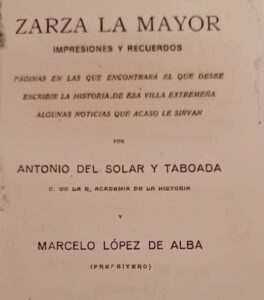 ZARZA LA MAYOR
IMPRESIONES Y RECUERDOS
PÁGINAS EN LAS QUE ENCONTRARÁ EL QUE DESEE
ESCRIBIR LA HISTORIA, DE ESA VILLA EXTREMEÑA
ALGUNAS NOTICIAS QUE ACASO LE SIRVAN
POR
ANTONIO DEL SOLAR Y TABOADA
C. DE LA R. ACADEMIA DE LA HISTORIA
Y
MARCELO LÓPEZ DE ALBA
(PRESBÍTERO)